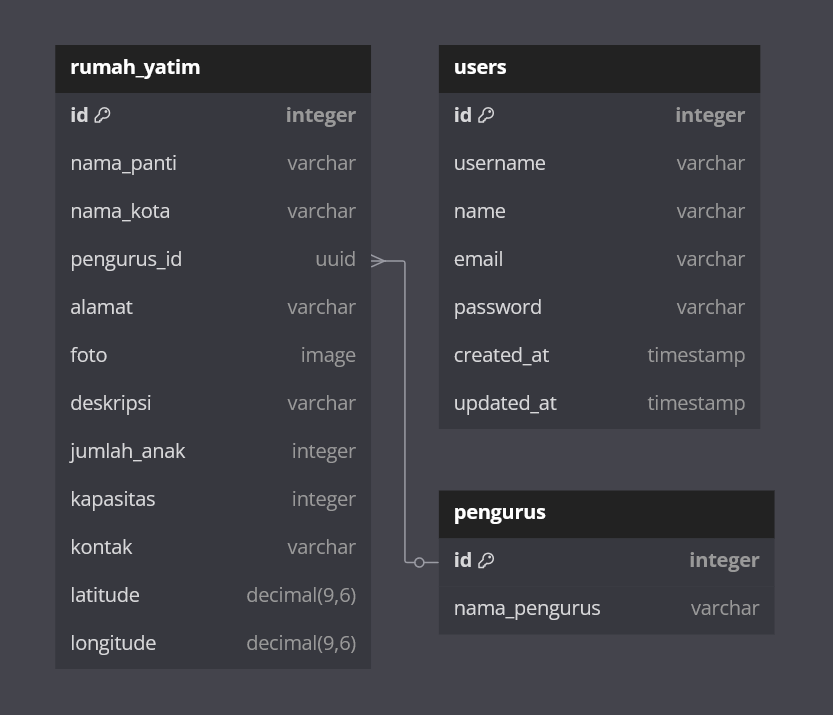 rumah_yatim
id integer
nama_panti varchar
nama_kota varchar
pengurus_id uuid
alamat varchar
foto image
deskripsi varchar
jumlah_anak integer
kapasitas integer
kontak varchar
latitude decimal(9,6)
longitude decimal(9,6)
users
id integer
username varchar
name varchar
email varchar
password varchar
created_at timestamp
updated_at timestamp
pengurus
id integer
nama_pengurus varchar